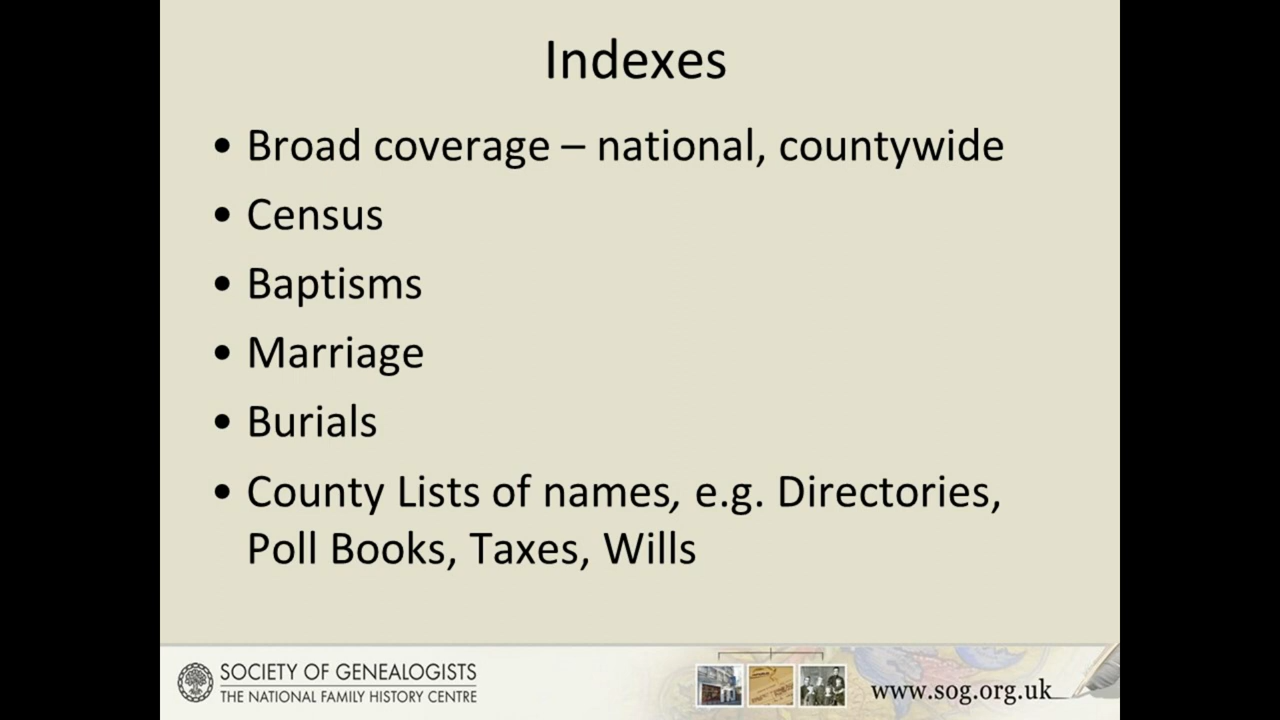 Indexes
• Broad coverage – national, countywide
• Census
• Baptisms
• Marriage
• Burials
• County Lists of names, e.g. Directories,
Poll Books, Taxes, Wills
SOCIETY OF GENEALOGISTS
THE NATIONAL FAMILY HISTORY CENTRE
www.sog.org.uk